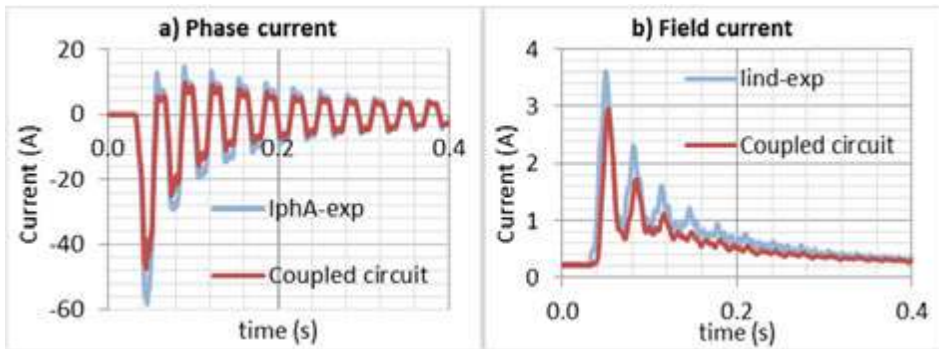 a) Phase current
20
0
-20
-40
-60
0.0
0.2
0.4
Current (A)
time (s)
IphA-exp
Coupled circuit
b) Field current
4
3
2
1
0
0.0
0.2
0.4
Current (A)
time (s)
Iind-exp
Coupled circuit